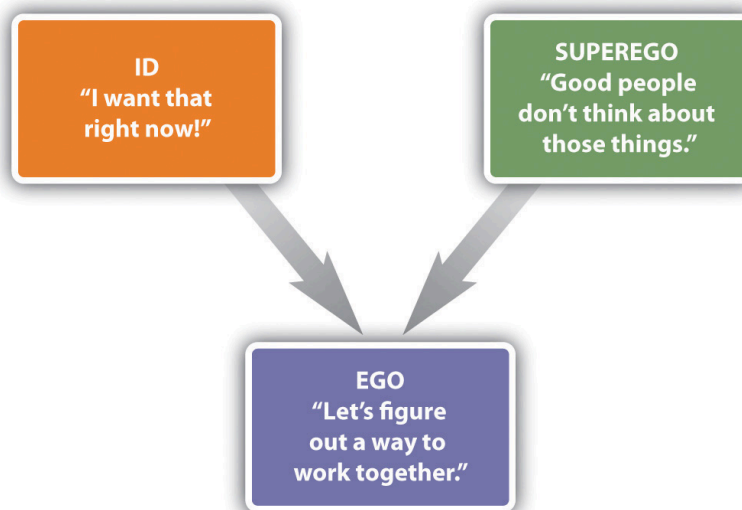 ID
“I want that
right now!”
SUPEREGO
“Good people
don’t think about
those things.”
EGO
“Let’s figure
out a way to
work together.”